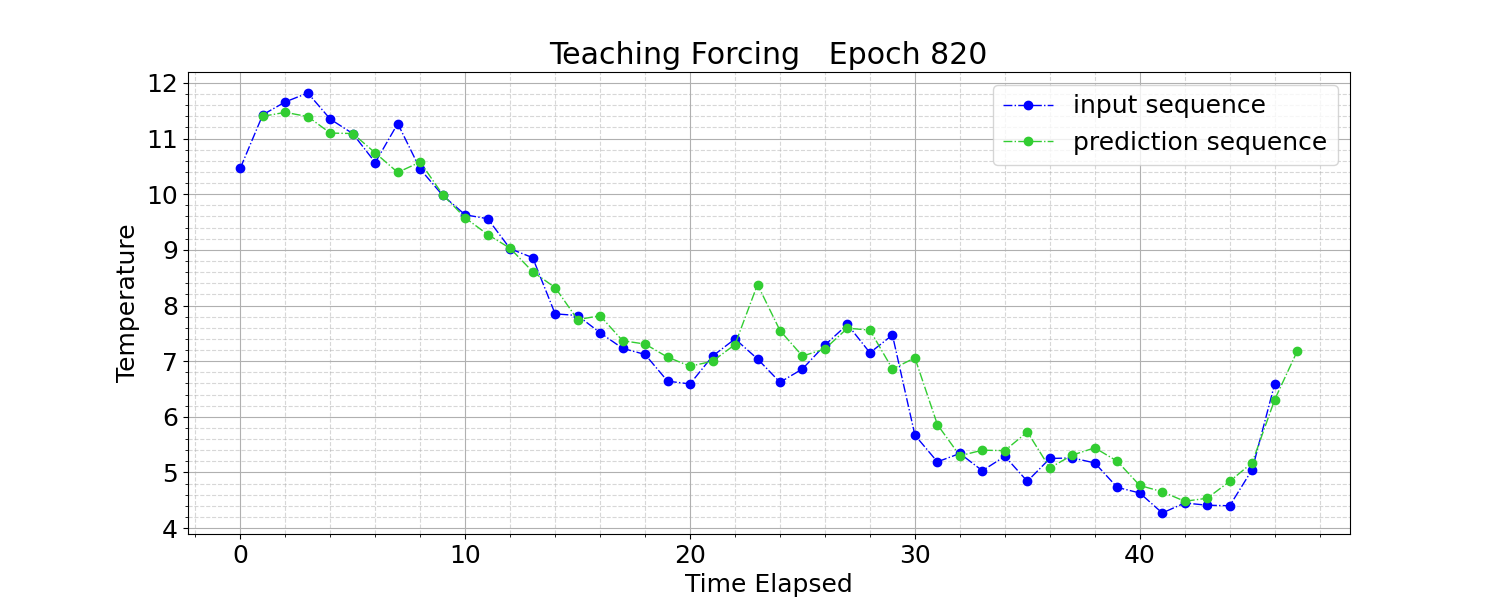 Teaching Forcing   Epoch 820
12
11
10
9
8
7
6
5
4
Temperature
input sequence
prediction sequence
0 10 20 30 40
Time Elapsed